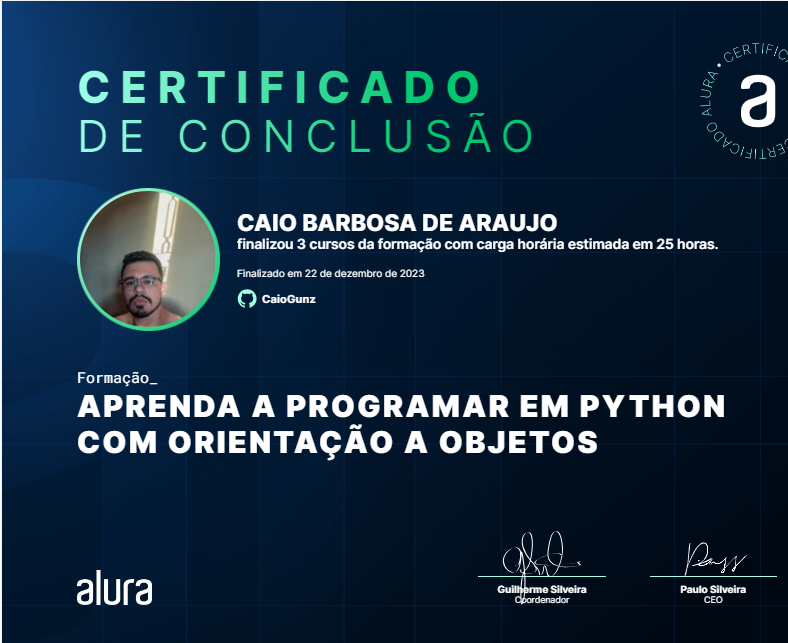 CERTIFICADO
DE CONCLUSÃO
CERTIFICADO ALURA • CERTIFIC
a
CAIO BARBOSA DE ARAUJO
finalizou 3 cursos da formação com carga horária estimada em 25 horas.
Finalizado em 22 de dezembro de 2023
CaioGunz
Formação_
APRENDA A PROGRAMAR EM PYTHON
COM ORIENTAÇÃO A OBJETOS
alura
Guilherme Silveira
Coordenador
Paulo Silveira
CEO